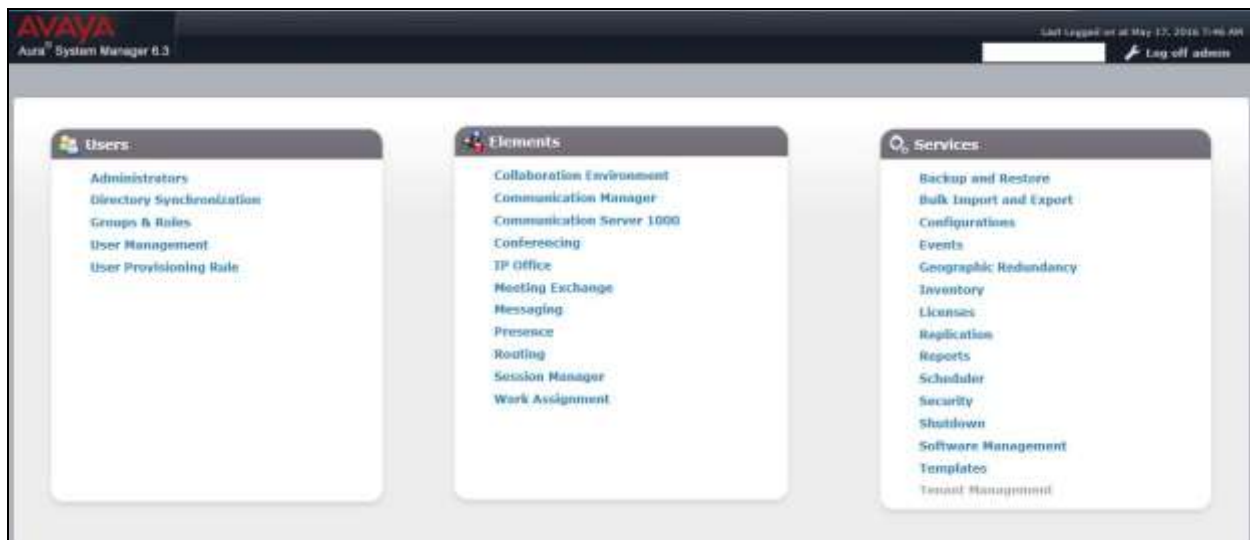 AVAYA
Aura® System Manager 6.3
Last Logged on at May 17, 2016 7:46 AM
Log off admin
Users
Administrators
Directory Synchronization
Groups & Roles
User Management
User Provisioning Rule
Elements
Collaboration Environment
Communication Manager
Communication Server 1000
Conferencing
IP Office
Meeting Exchange
Messaging
Presence
Routing
Session Manager
Work Assignment
Services
Backup and Restore
Bulk Import and Export
Configurations
Events
Geographic Redundancy
Inventory
Licenses
Replication
Reports
Scheduler
Security
Shutdown
Software Management
Templates
Tenant Management